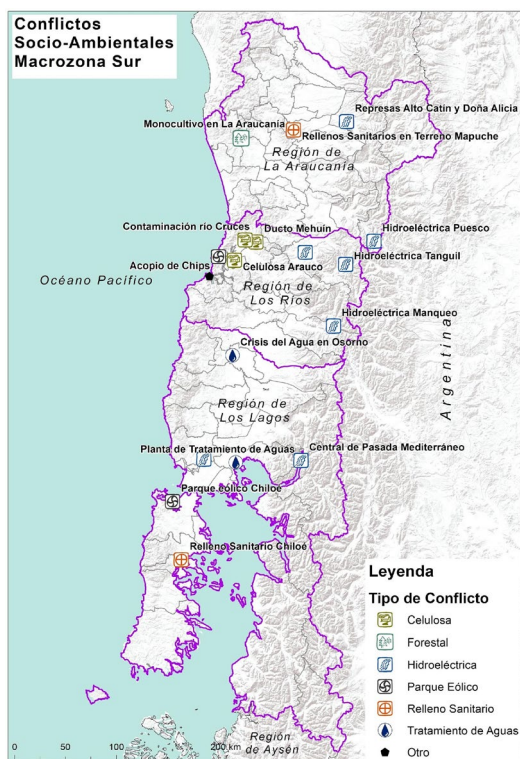 Conflictos
Socio-Ambientales
Macrozona Sur
Represas Alto Catin y Doña Alicia
Monocultivo en La Araucanía
Rellenos Sanitarios en Terreno Mapuche
Región de
La Araucanía
Contaminación río Cruces
Ducto Mehuín
Hidroeléctrica Puesco
Acopio de Chips
Celulosa Arauco
Hidroeléctrica Tanguil
Océano Pacífico
Región de
Los Ríos
Hidroeléctrica Manqueo
Argentina
Crisis del Agua en Osorno
Región de
Los Lagos
Planta de Tratamiento de Aguas
Central de Pasada Mediterráneo
Parque eólico Chiloé
Relleno Sanitario Chiloé
Leyenda
Tipo de Conflicto
Celulosa
Forestal
Hidroeléctrica
Parque Eólico
Relleno Sanitario
Tratamiento de Aguas
Otro
Región
de Aysén
0 50 100 200 km